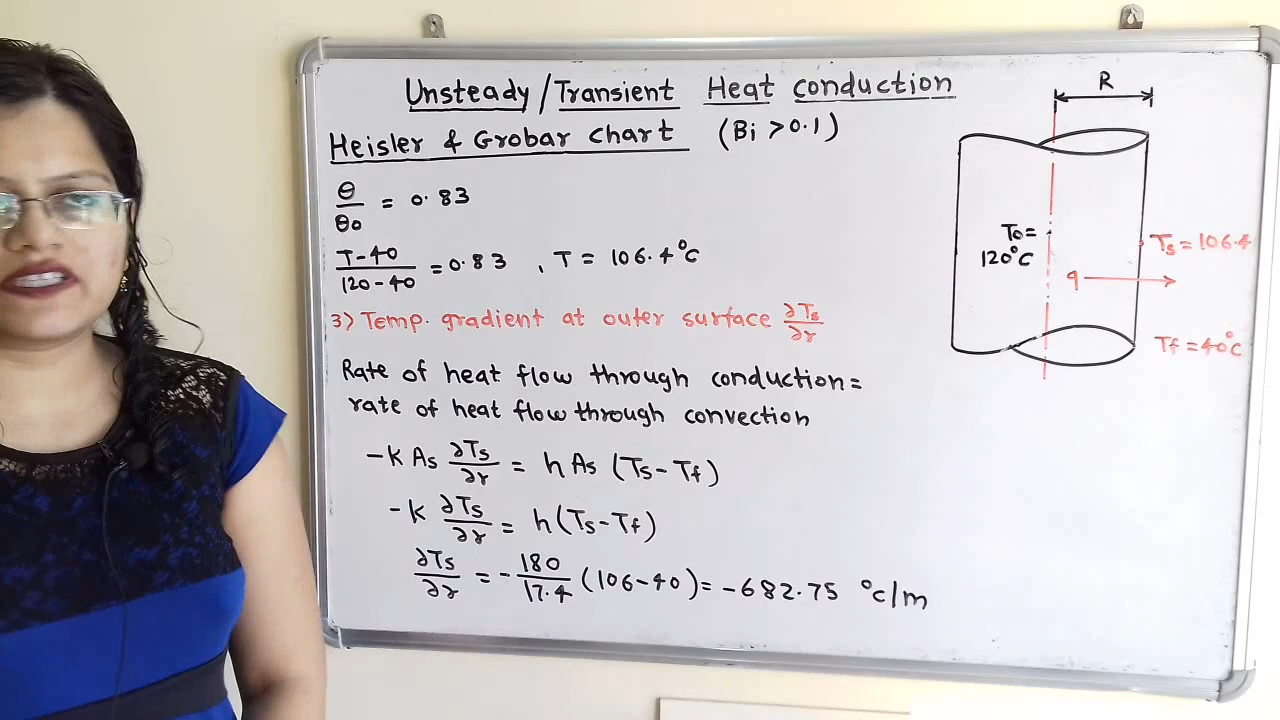 Unsteady/Transient Heat conduction
Heisler & Grobar chart (Bi > 0.1)
θ/θo = 0.83
T-40/120-40 = 0.83 , T = 106.4°C
3) Temp. gradient at outer surface ∂Ts/∂r
Rate of heat flow through conduction =
rate of heat flow through convection
-k As ∂Ts/∂r = h As (Ts - Tf)
-k ∂Ts/∂r = h(Ts-Tf)
∂Ts/∂r = -180/17.4 (106-40) = -682.75 °c/m
R
To =
120°C
Ts = 106.4
q
Tf = 40°C